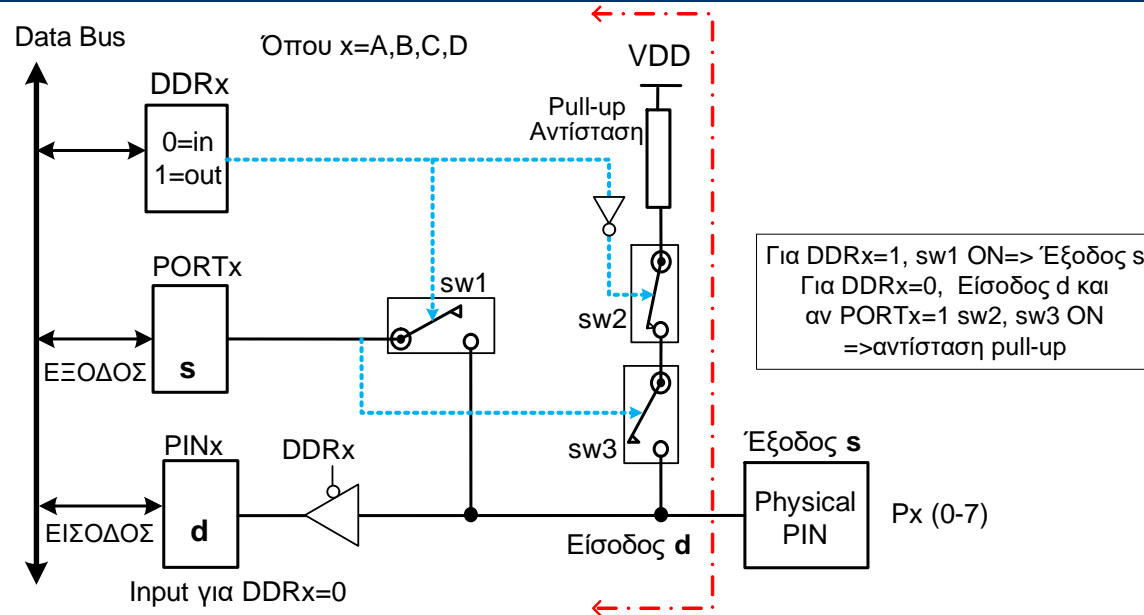 Data Bus
Όπου x=A,B,C,D
DDRx
0=in
1=out
VDD
Pull-up
Αντίσταση
PORTx
s
ΕΞΟΔΟΣ
sw1
sw2
sw3
Για DDRx=1, sw1 ON=> Έξοδος s
Για DDRx=0, Είσοδος d και
αν PORTx=1 sw2, sw3 ON
=>αντίσταση pull-up
PINx
d
ΕΙΣΟΔΟΣ
DDRx
Input για DDRx=0
Είσοδος d
Έξοδος s
Physical
PIN
Px (0-7)